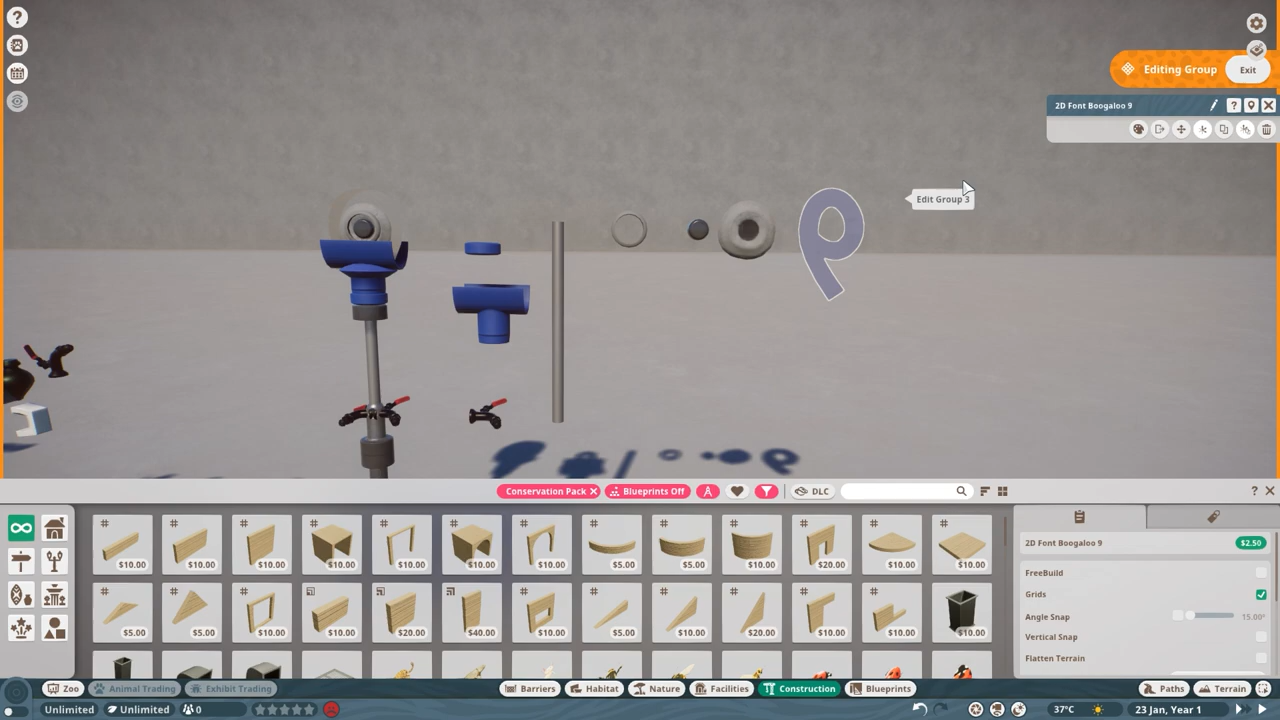 ?
Editing Group
Exit
2D Font Boogaloo 9
?
Edit Group 3
9
Conservation Pack
Blueprints Off
DLC
?
$10.00
$10.00
$10.00
$10.00
$10.00
$10.00
$10.00
$5.00
$5.00
$10.00
$20.00
$10.00
$10.00
$5.00
$5.00
$10.00
$10.00
$20.00
$40.00
$10.00
$5.00
$10.00
$20.00
$10.00
$10.00
$10.00
2D Font Boogaloo 9
$2.50
FreeBuild
Grids
Angle Snap
15.00°
Vertical Snap
Flatten Terrain
Zoo
Animal Trading
Exhibit Trading
Barriers
Habitat
Nature
Facilities
Construction
Blueprints
Paths
Terrain
Unlimited
Unlimited
0
37°C
23 Jan, Year 1